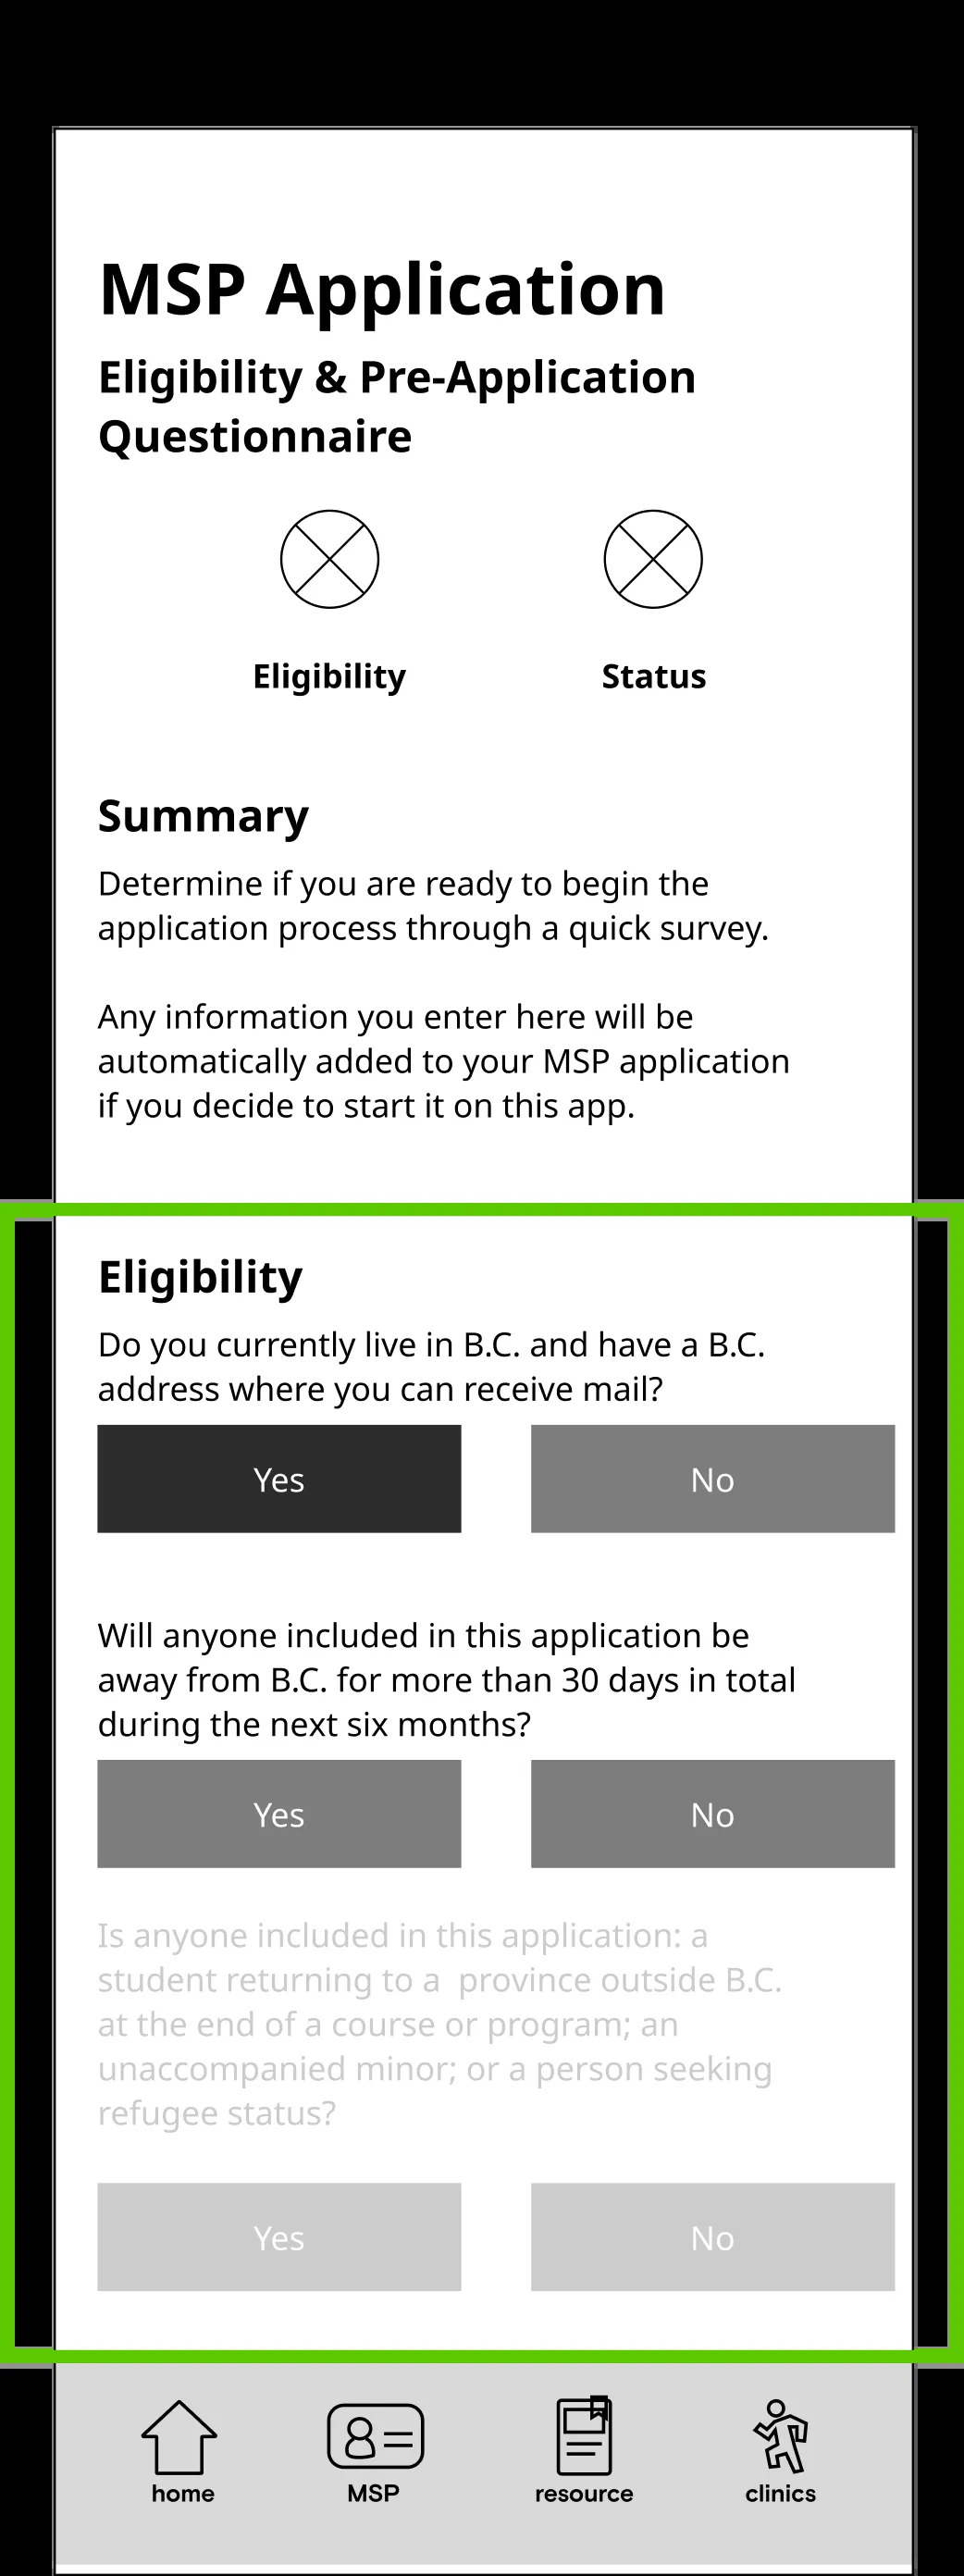 MSP Application
Eligibility & Pre-Application
Questionnaire
Eligibility
Status
Summary
Determine if you are ready to begin the
application process through a quick survey.
Any information you enter here will be
automatically added to your MSP application
if you decide to start it on this app.
Eligibility
Do you currently live in B.C. and have a B.C.
address where you can receive mail?
Yes
No
Will anyone included in this application be
away from B.C. for more than 30 days in total
during the next six months?
Yes
No
Is anyone included in this application: a
student returning to a  province outside B.C.
at the end of a course or program; an
unaccompanied minor; or a person seeking
refugee status?
Yes
No
home
MSP
resource
clinics